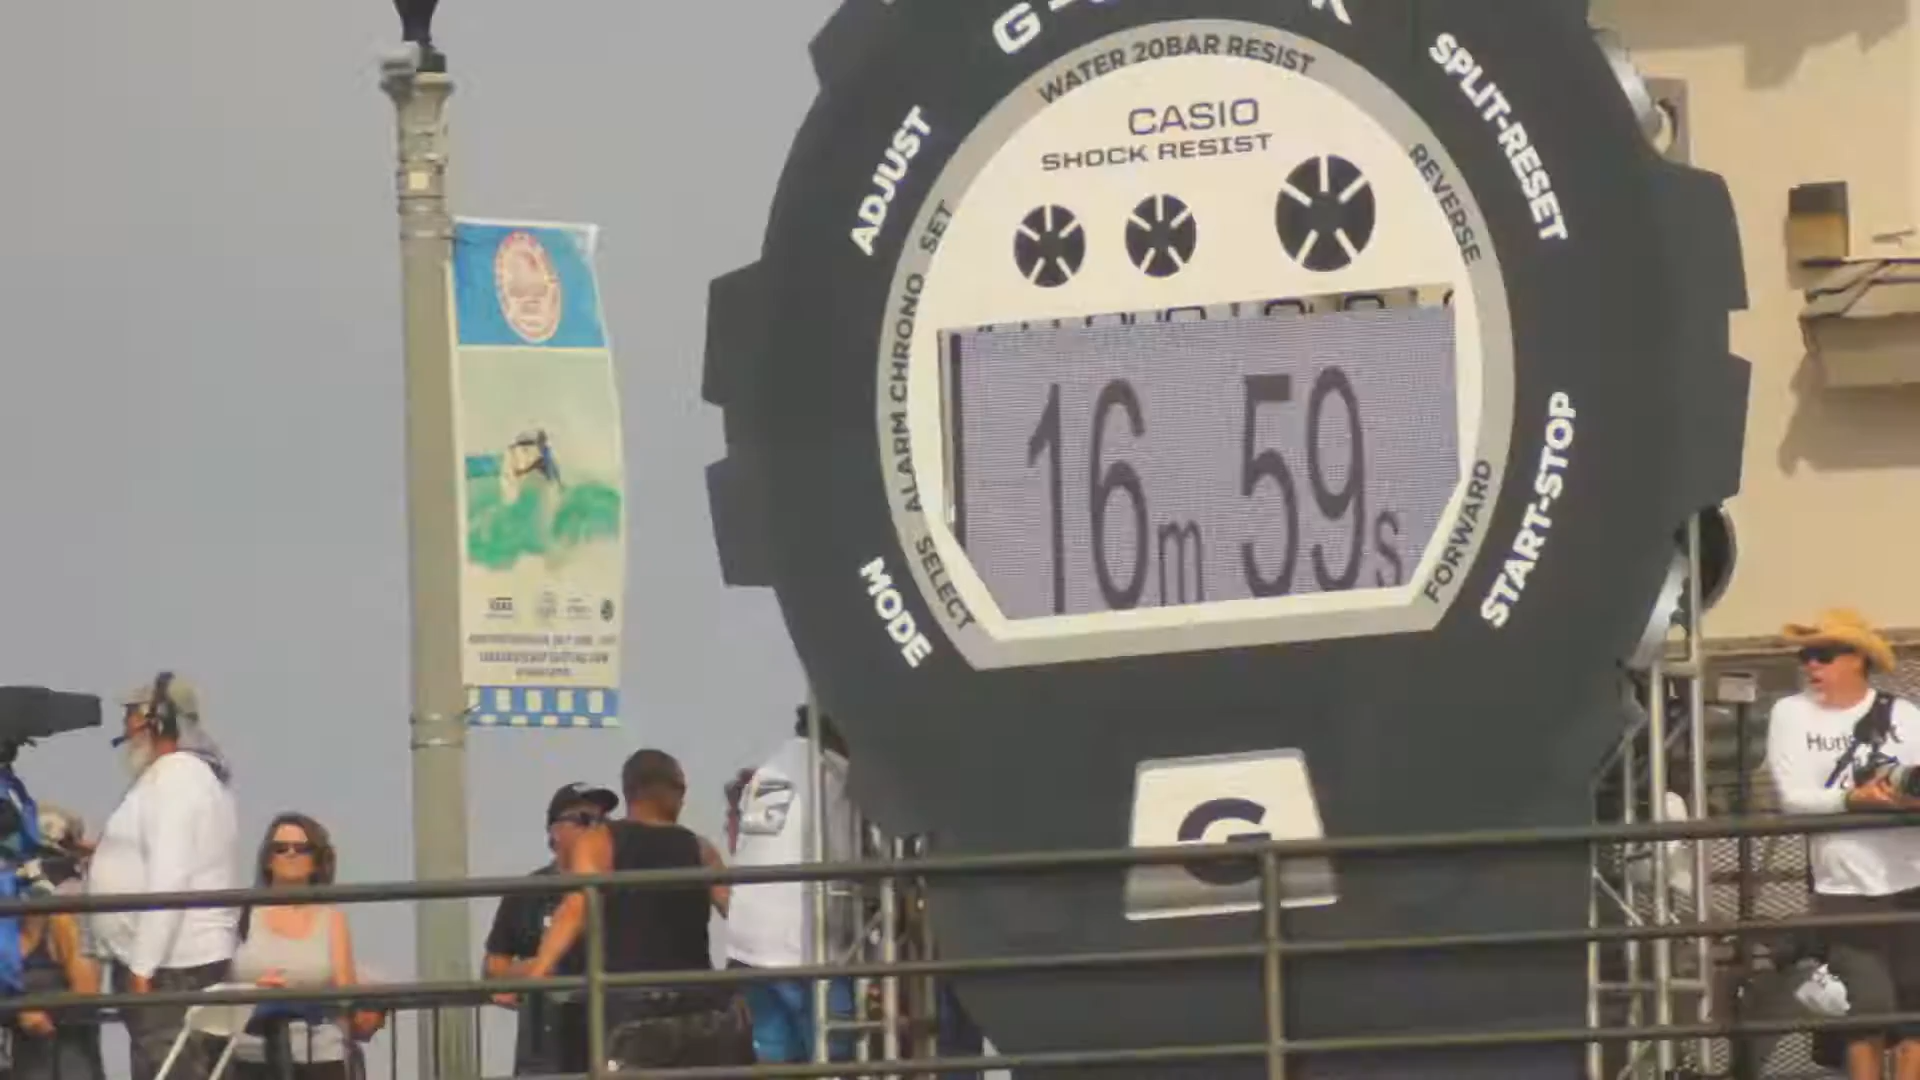 WATER 20BAR RESIST
CASIO
SHOCK RESIST
ADJUST
SET
ALARM CHRONO
SELECT
MODE
SPLIT-RESET
REVERSE
FORWARD
START-STOP
16m 59s
G